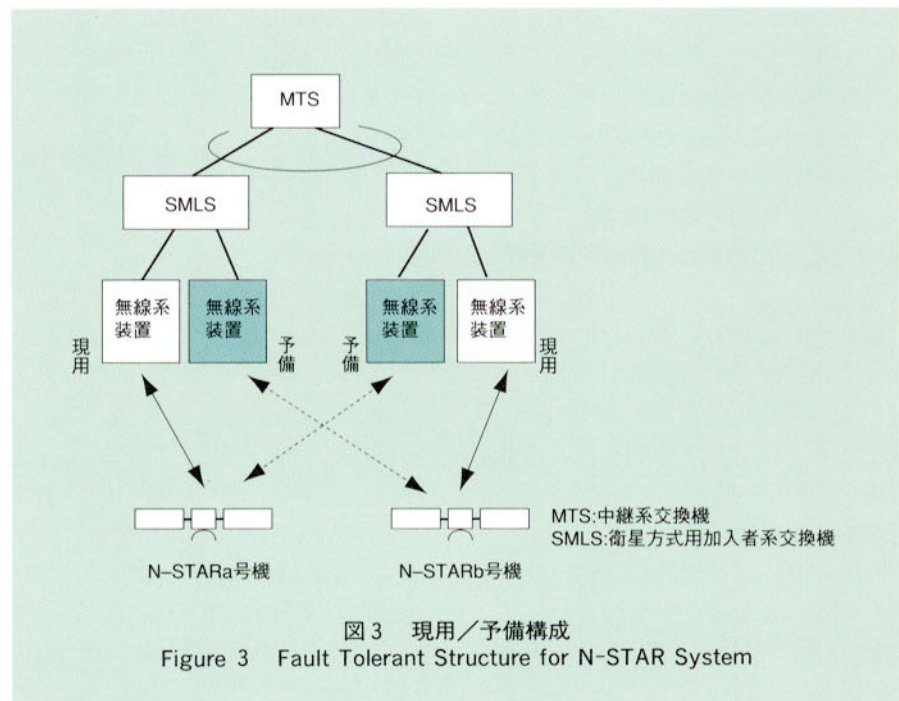 MTS
SMLS
SMLS
無線系
装置
無線系
装置
無線系
装置
無線系
装置
現用
予備
予備
現用
MTS:中継系交換機
SMLS:衛星方式用加入者系交換機
N-STARa号機
N-STARb号機
図3 現用/予備構成
Figure 3 Fault Tolerant Structure for N-STAR System